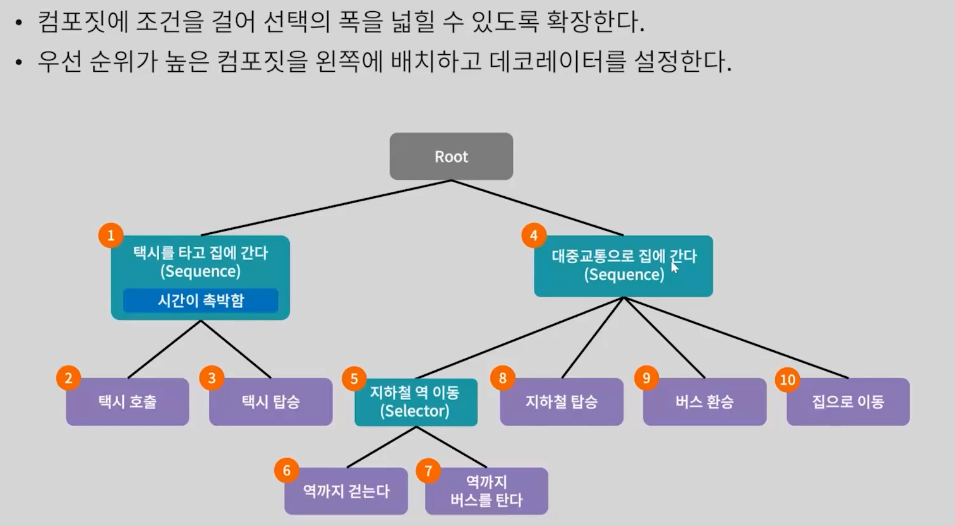 • 컴포짓에 조건을 걸어 선택의 폭을 넓힐 수 있도록 확장한다.
• 우선 순위가 높은 컴포짓을 왼쪽에 배치하고 데코레이터를 설정한다.
Root
1
택시를 타고 집에 간다
(Sequence)
시간이 촉박함
4
대중교통으로 집에 간다
(Sequence)
2
택시 호출
3
택시 탑승
5
지하철 역 이동
(Selector)
8
지하철 탑승
9
버스 환승
10
집으로 이동
6
역까지 걷는다
7
역까지
버스를 탄다